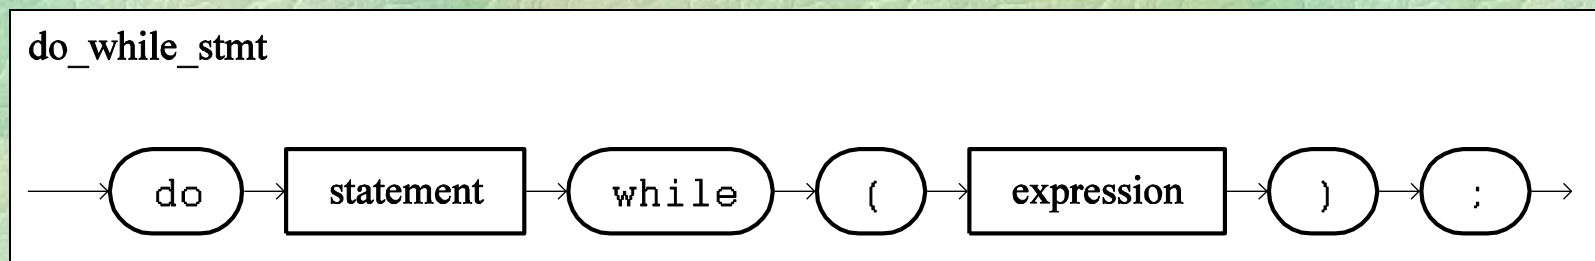 do_while_stmt
do statement while ( expression ) ;